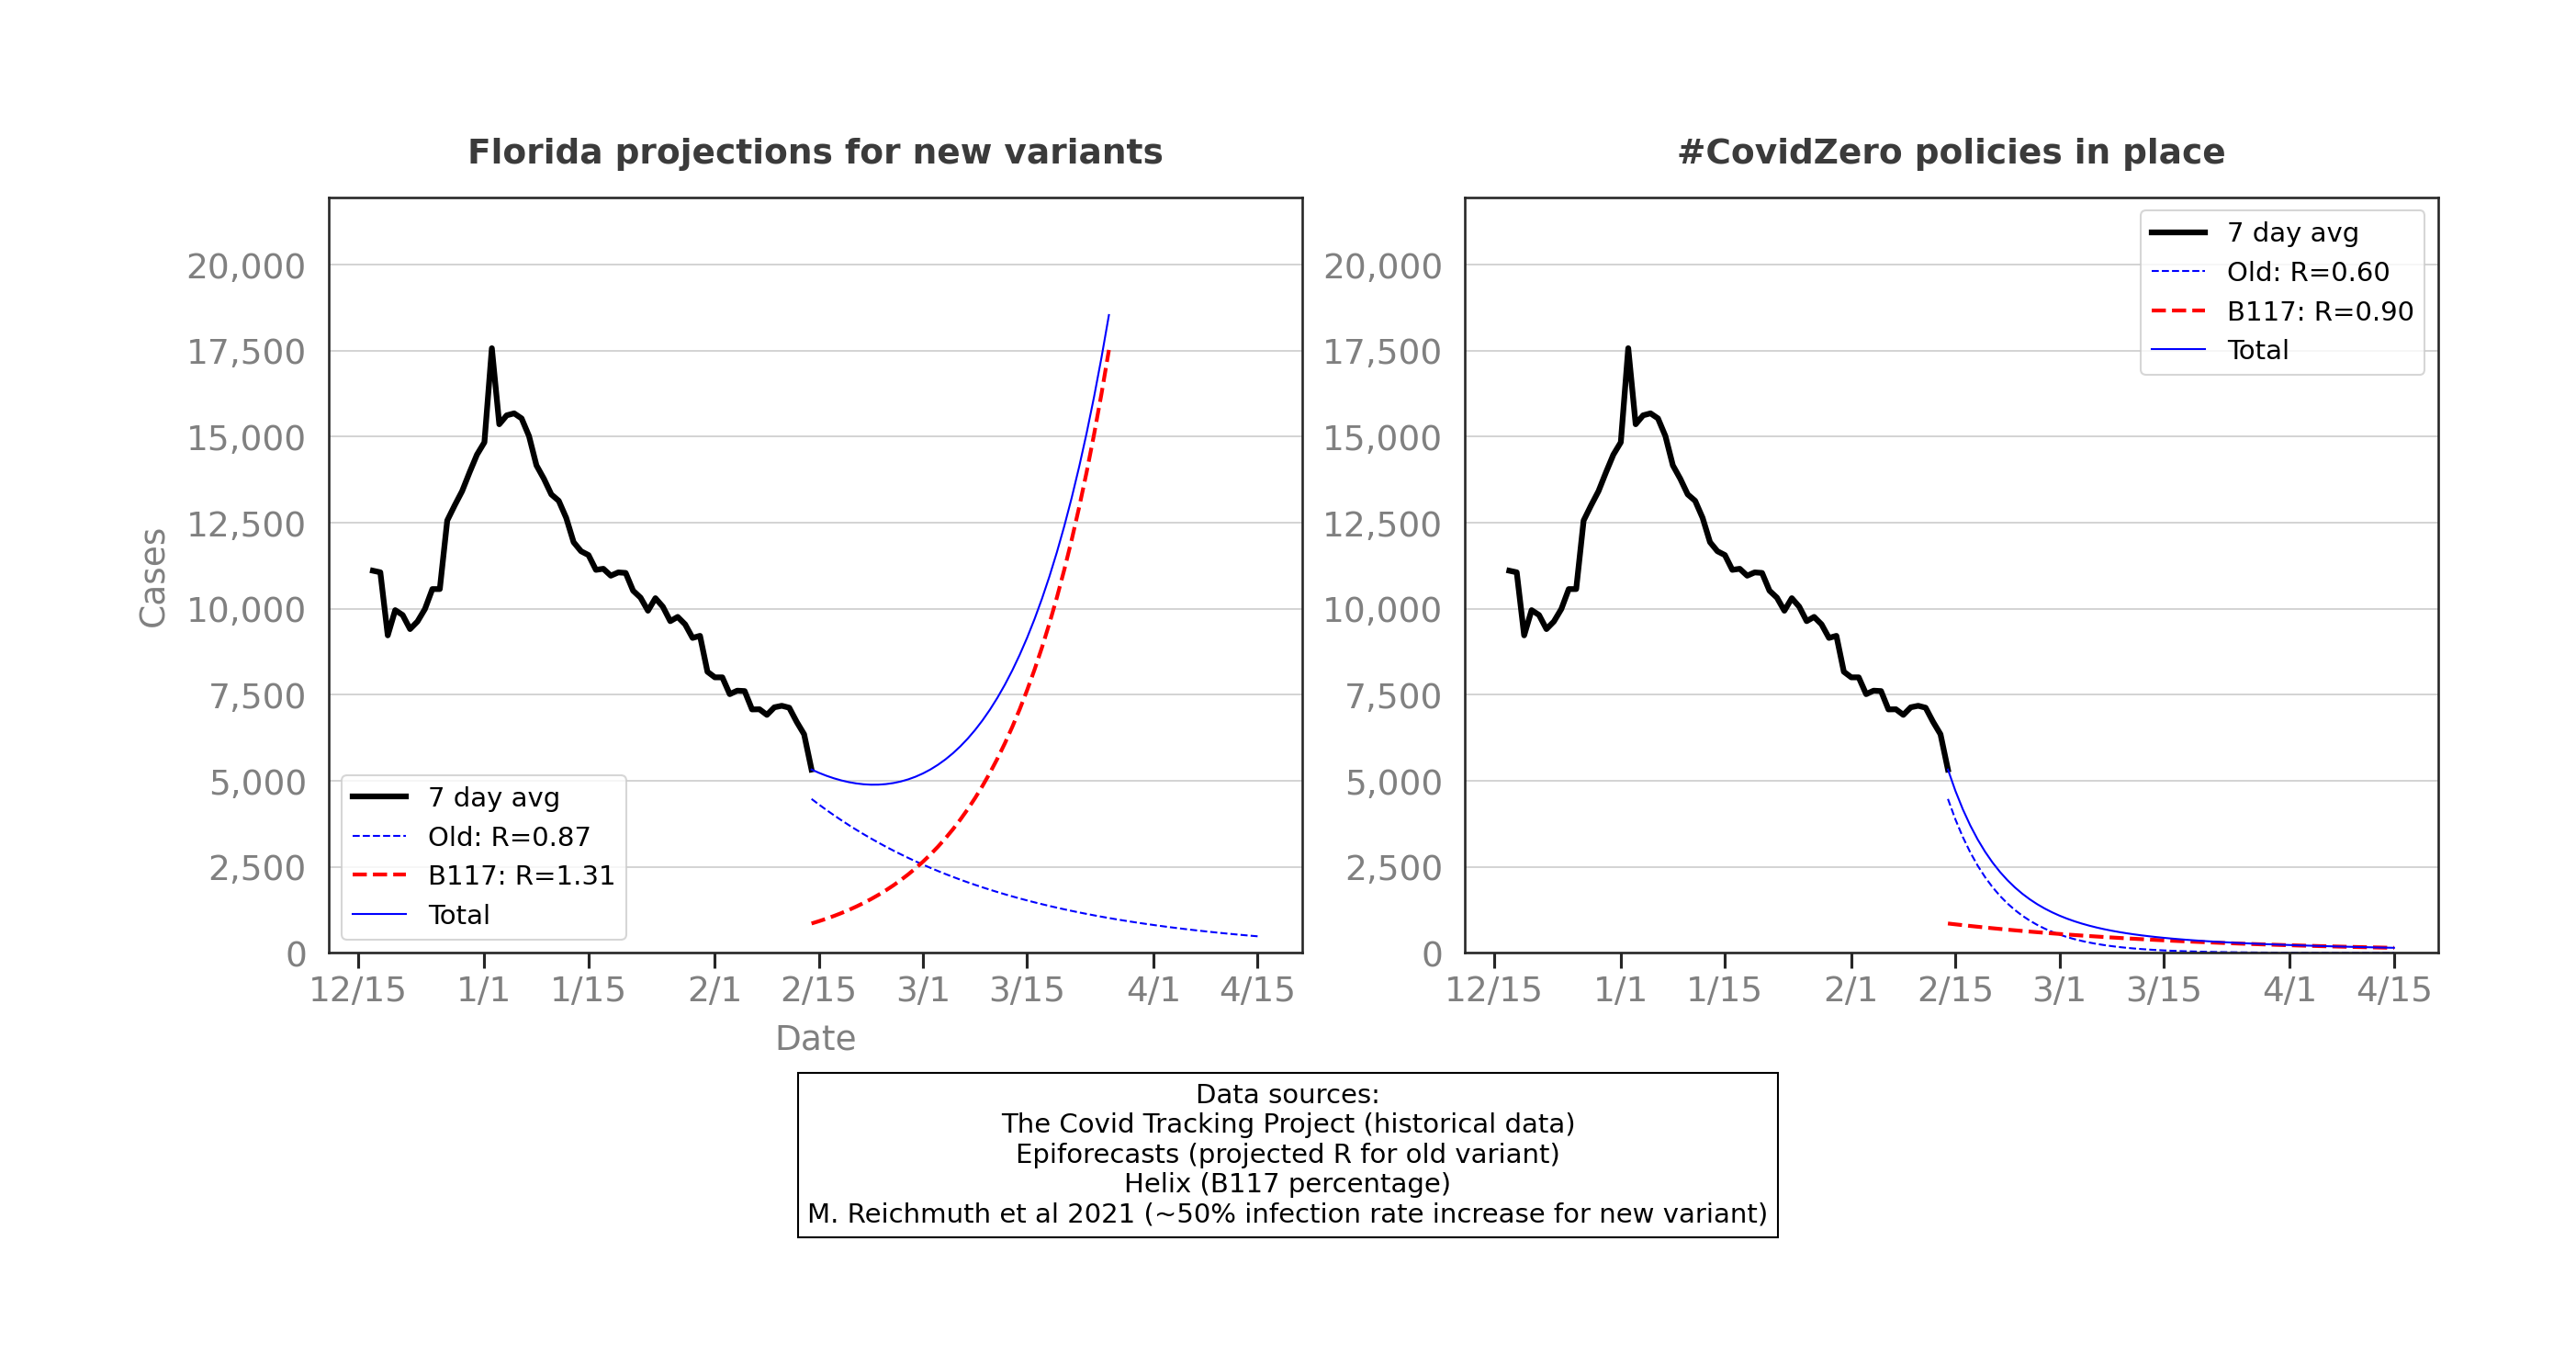 Florida projections for new variants
20,000
17,500
15,000
12,500
10,000
7,500
5,000
2,500
0
Cases
7 day avg
Old: R=0.87
B117: R=1.31
Total
12/15
1/1
1/15
2/1
2/15
3/1
3/15
4/1
4/15
Date
#CovidZero policies in place
20,000
17,500
15,000
12,500
10,000
7,500
5,000
2,500
0
7 day avg
Old: R=0.60
B117: R=0.90
Total
12/15
1/1
1/15
2/1
2/15
3/1
3/15
4/1
4/15
Data sources:
The Covid Tracking Project (historical data)
Epiforecasts (projected R for old variant)
Helix (B117 percentage)
M. Reichmuth et al 2021 (~50% infection rate increase for new variant)